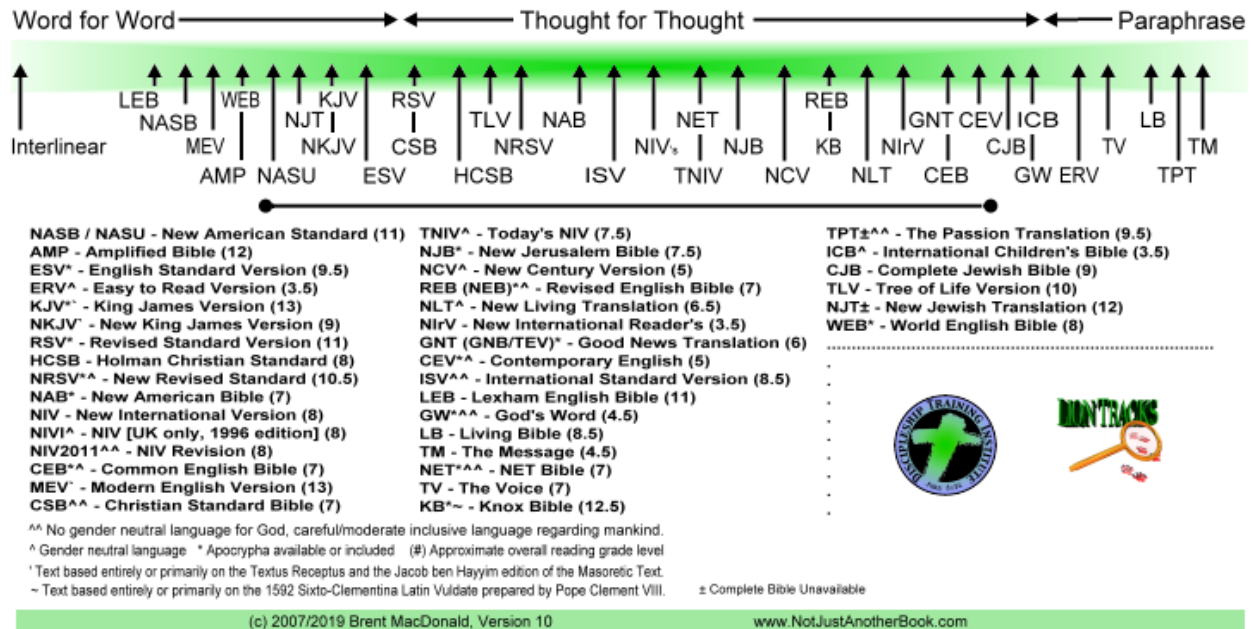 Word for Word Thought for Thought Paraphrase
LEB WEB KJV RSV REB
NASB NJT TLV NAB NET GNT CEV ICB LB
Interlinear MEV NKJV CSB NRSV NIV's NJB KB NIrV CJB TV TM
AMP NASU ESV HCSB ISV TNIV NCV NLT CEB GW ERV TPT
NASB / NASU - New American Standard (11)
AMP - Amplified Bible (12)
ESV* - English Standard Version (9.5)
ERV^ - Easy to Read Version (3.5)
KJV*` - King James Version (13)
NKJV` - New King James Version (9)
RSV* - Revised Standard Version (11)
HCSB - Holman Christian Standard (8)
NRSV*^ - New Revised Standard (10.5)
NAB* - New American Bible (7)
NIV - New International Version (8)
NIVI^ - NIV [UK only, 1996 edition] (8)
NIV2011^^ - NIV Revision (8)
CEB*^ - Common English Bible (7)
MEV` - Modern English Version (13)
CSB^^ - Christian Standard Bible (7)
TNIV^ - Today's NIV (7.5)
NJB* - New Jerusalem Bible (7.5)
NCV^ - New Century Version (5)
REB (NEB)*^ - Revised English Bible (7)
NLT^ - New Living Translation (6.5)
NIrV - New International Reader's (3.5)
GNT (GNB/TEV)* - Good News Translation (6)
CEV*^ - Contemporary English (5)
ISV^^ - International Standard Version (8.5)
LEB - Lexham English Bible (11)
GW*^^ - God's Word (4.5)
LB - Living Bible (8.5)
TM - The Message (4.5)
NET*^^ - NET Bible (7)
TV - The Voice (7)
KB*~ - Knox Bible (12.5)
TPT±^^ - The Passion Translation (9.5)
ICB^ - International Children's Bible (3.5)
CJB - Complete Jewish Bible (9)
TLV - Tree of Life Version (10)
NJT± - New Jewish Translation (12)
WEB* - World English Bible (8)
DISCIPLESHIP TRAINING INSTITUTE
LION TRACKS
^^ No gender neutral language for God, careful/moderate inclusive language regarding mankind.
^ Gender neutral language * Apocrypha available or included (#) Approximate overall reading grade level
' Text based entirely or primarily on the Textus Receptus and the Jacob ben Hayyim edition of the Masoretic Text.
~ Text based entirely or primarily on the 1592 Sixto-Clementina Latin Vuldate prepared by Pope Clement VIII. ± Complete Bible Unavailable
(c) 2007/2019 Brent MacDonald, Version 10 www.NotJustAnotherBook.com